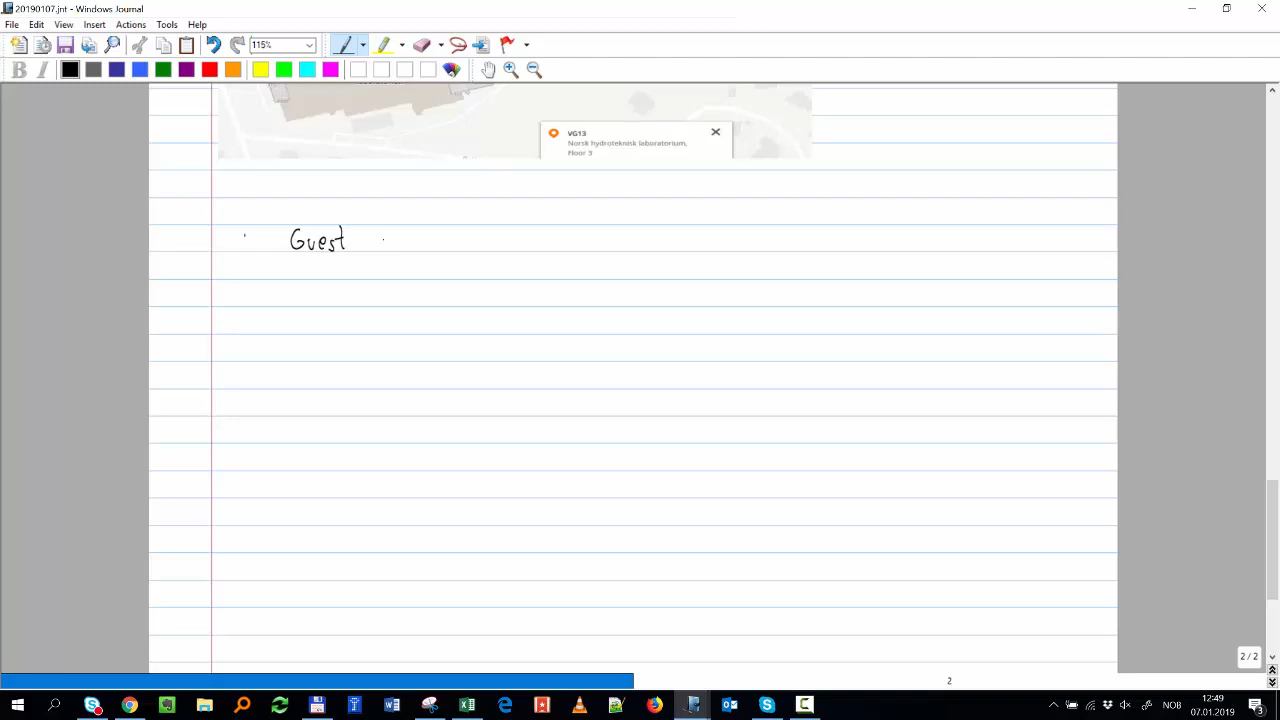 20190107.jnt - Windows Journal
File Edit View Insert Actions Tools Help
115%
B I
VG13
Norsk hydroteknisk laboratorium,
Floor 3
Guest
2 / 2
2
12:49
NOB
07.01.2019